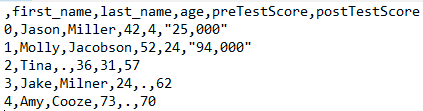 ,first_name,last_name,age,preTestScore,postTestScore
0,Jason,Miller,42,4,"25,000"
1,Molly,Jacobson,52,24,"94,000"
2,Tina,.,36,31,57
3,Jake,Milner,24,.,62
4,Amy,Cooze,73,.,70